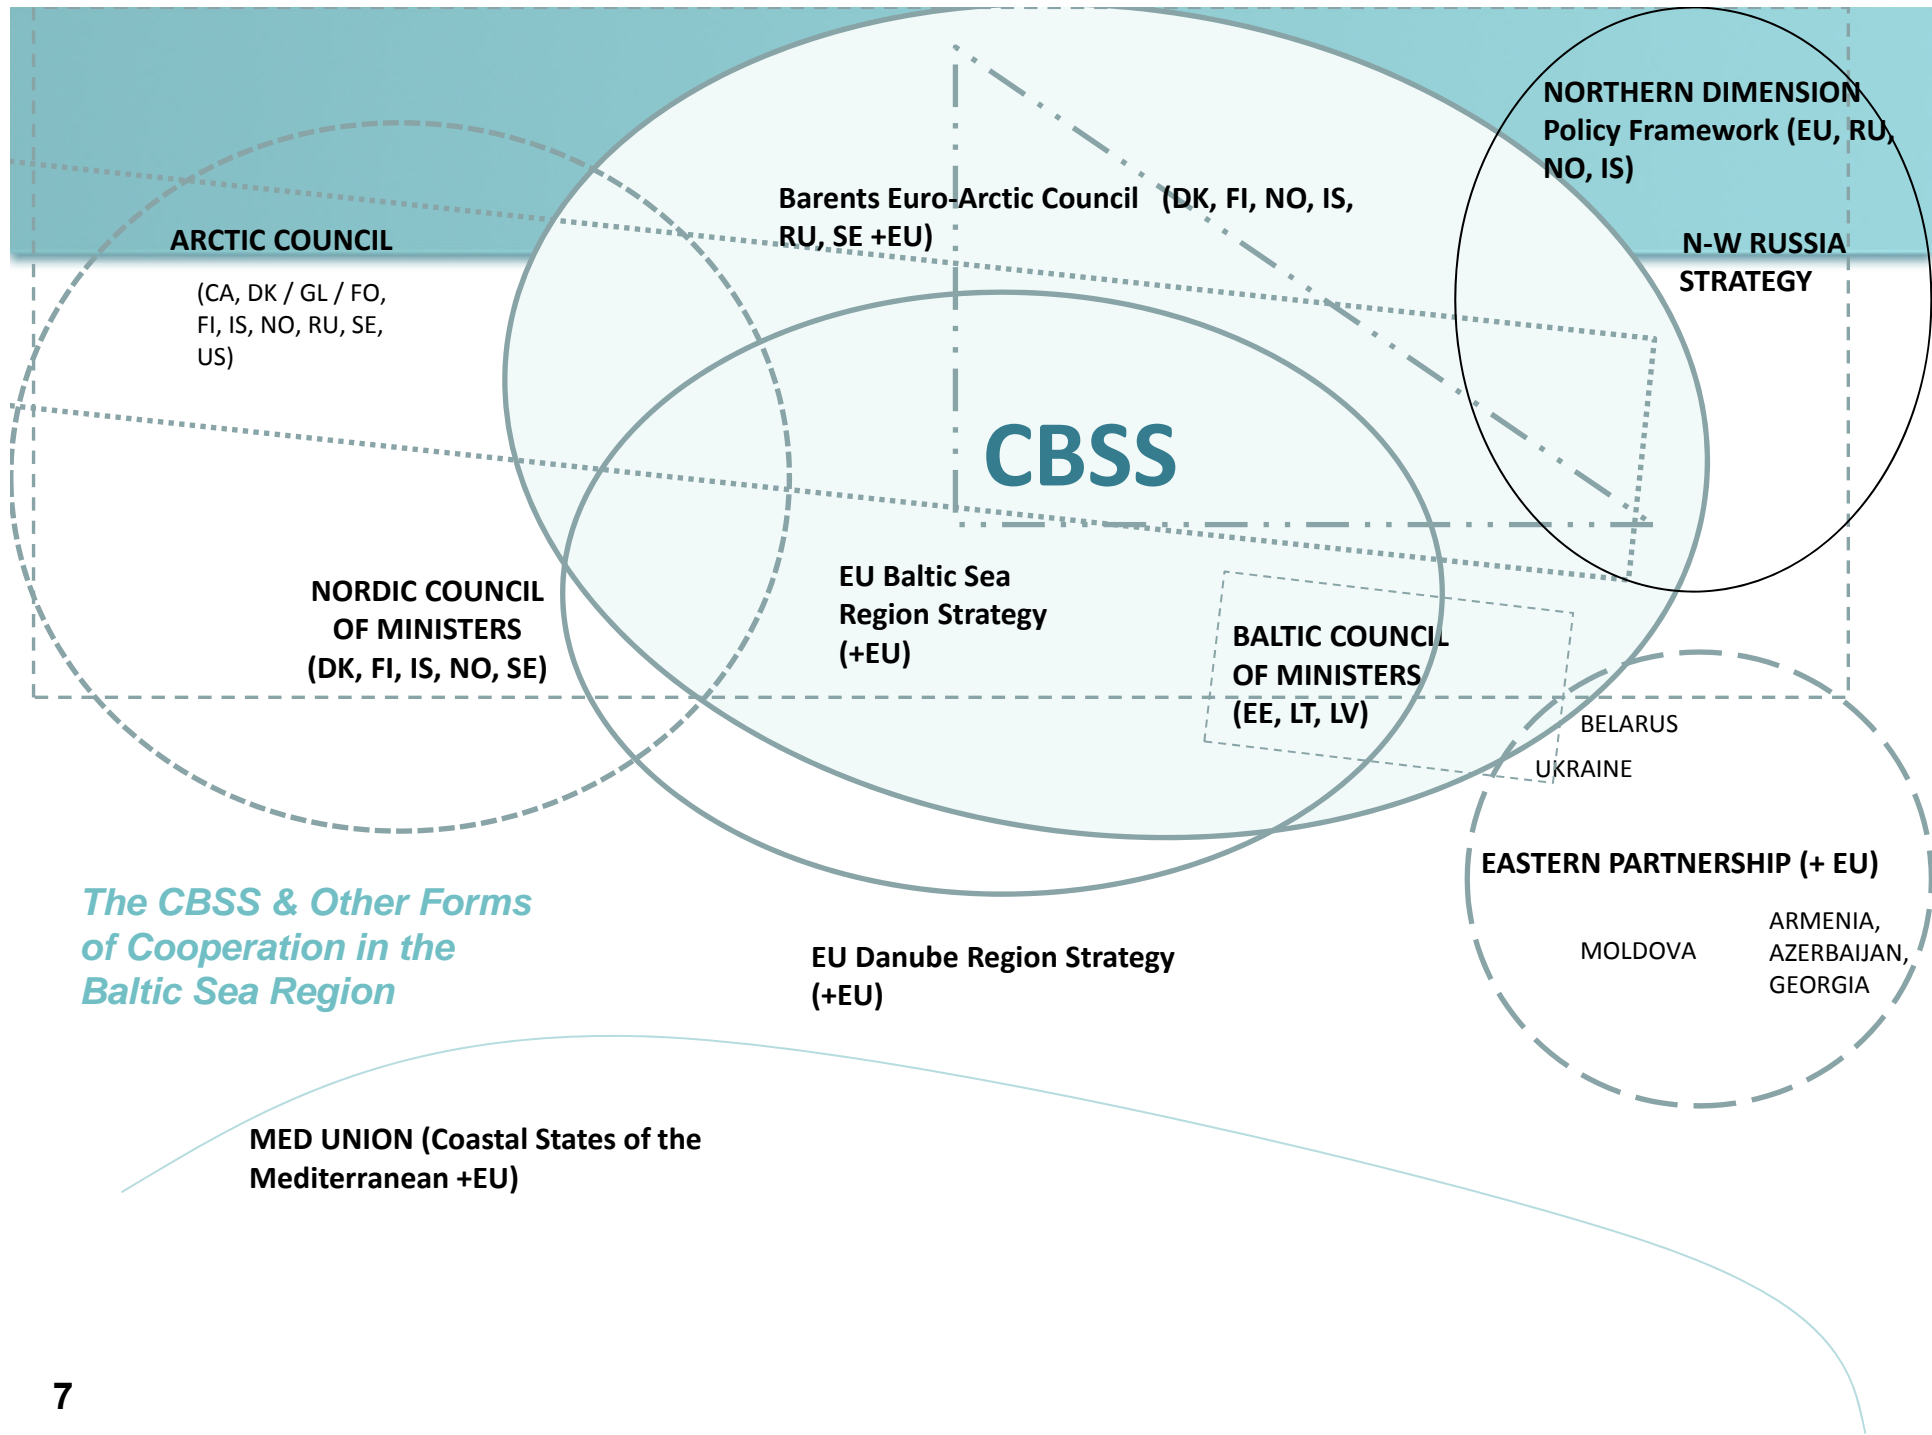 NORTHERN DIMENSION
Policy Framework (EU, RU,
NO, IS)
Barents Euro-Arctic Council (DK, FI, NO, IS,
RU, SE +EU)
ARCTIC COUNCIL
(CA, DK / GL / FO,
FI, IS, NO, RU, SE,
US)
N-W RUSSIA
STRATEGY
CBSS
NORDIC COUNCIL
OF MINISTERS
(DK, FI, IS, NO, SE)
EU Baltic Sea
Region Strategy
(+EU)
BALTIC COUNCIL
OF MINISTERS
(EE, LT, LV)
BELARUS
UKRAINE
EASTERN PARTNERSHIP (+ EU)
MOLDOVA
ARMENIA,
AZERBAIJAN,
GEORGIA
The CBSS & Other Forms
of Cooperation in the
Baltic Sea Region
EU Danube Region Strategy
(+EU)
MED UNION (Coastal States of the
Mediterranean +EU)
7